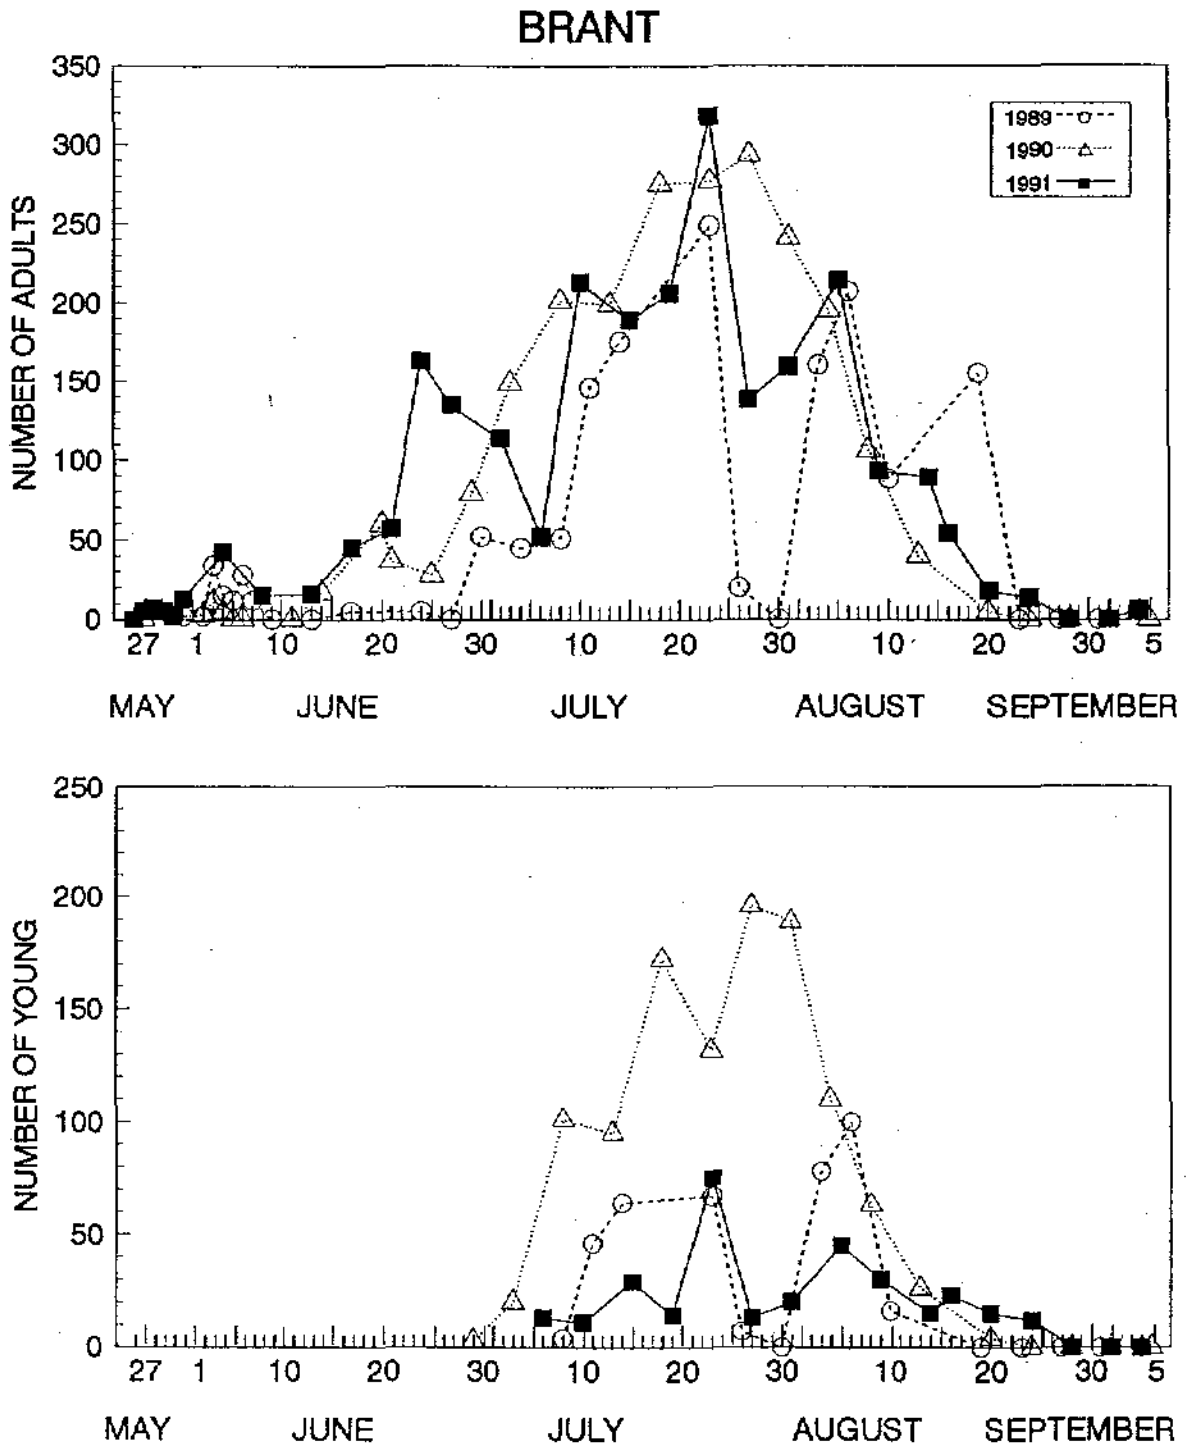 BRANT
350
300
250
200
150
100
50
0
NUMBER OF ADULTS
1989
1990
1991
27 1 10 20 30 10 20 30 10 20 30 5
MAY JUNE JULY AUGUST SEPTEMBER
250
200
150
100
50
0
NUMBER OF YOUNG
27 1 10 20 30 10 20 30 10 20 30 5
MAY JUNE JULY AUGUST SEPTEMBER